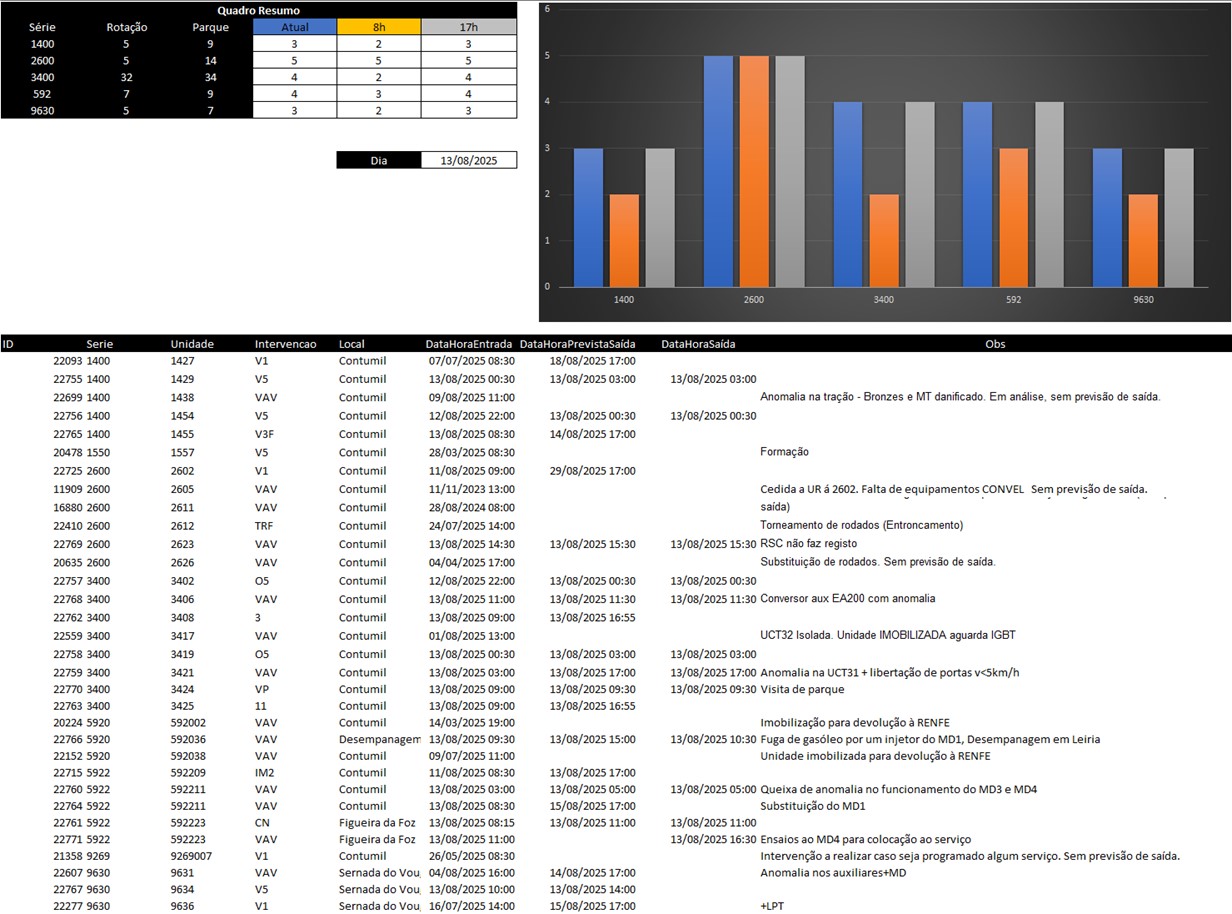 Quadro Resumo
Série Rotação Parque Atual 8h 17h
1400 5 9 3 2 3
2600 5 14 5 5 5
3400 32 34 4 2 4
592 7 9 4 3 4
9630 5 7 3 2 3
Dia 13/08/2025
6
5
4
3
2
1
0
1400 2600 3400 592 9630
ID Serie Unidade Intervencao Local DataHoraEntrada DataHoraPrevistaSaída DataHoraSaída Obs
22093 1400 1427 V1 Contumil 07/07/2025 08:30 18/08/2025 17:00
22755 1400 1429 V5 Contumil 13/08/2025 00:30 13/08/2025 03:00 13/08/2025 03:00
22699 1400 1438 VAV Contumil 09/08/2025 11:00 Anomalia na tração - Bronzes e MT danificado. Em análise, sem previsão de saída.
22756 1400 1454 V5 Contumil 12/08/2025 22:00 13/08/2025 00:30 13/08/2025 00:30
22765 1400 1455 V3F Contumil 13/08/2025 08:30 14/08/2025 17:00
20478 1550 1557 V5 Contumil 28/03/2025 08:30 Formação
22725 2600 2602 V1 Contumil 11/08/2025 09:00 29/08/2025 17:00
11909 2600 2605 VAV Contumil 11/11/2023 13:00 Cedida a UR á 2602. Falta de equipamentos CONVEL Sem previsão de saída.
16880 2600 2611 VAV Contumil 28/08/2024 08:00 saída)
22410 2600 2612 TRF Contumil 24/07/2025 14:00 Torneamento de rodados (Entroncamento)
22769 2600 2623 VAV Contumil 13/08/2025 14:30 13/08/2025 15:30 13/08/2025 15:30 RSC não faz registo
20635 2600 2626 VAV Contumil 04/04/2025 17:00 Substituição de rodados. Sem previsão de saída.
22757 3400 3402 O5 Contumil 12/08/2025 22:00 13/08/2025 00:30 13/08/2025 00:30
22768 3400 3406 VAV Contumil 13/08/2025 11:00 13/08/2025 11:30 13/08/2025 11:30 Conversor aux EA200 com anomalia
22762 3400 3408 3 Contumil 13/08/2025 09:00 13/08/2025 16:55
22559 3400 3417 VAV Contumil 01/08/2025 13:00 UCT32 Isolada. Unidade IMOBILIZADA aguarda IGBT
22758 3400 3419 O5 Contumil 13/08/2025 00:30 13/08/2025 03:00 13/08/2025 03:00
22759 3400 3421 VAV Contumil 13/08/2025 03:00 13/08/2025 17:00 13/08/2025 17:00 Anomalia na UCT31 + libertação de portas v<5km/h
22770 3400 3424 VP Contumil 13/08/2025 09:00 13/08/2025 09:30 13/08/2025 09:30 Visita de parque
22763 3400 3425 11 Contumil 13/08/2025 09:00 13/08/2025 16:55
20224 5920 592002 VAV Contumil 14/03/2025 19:00 Imobilização para devolução à RENFE
22766 5920 592036 VAV Desempanagem 13/08/2025 09:30 13/08/2025 15:00 13/08/2025 10:30 Fuga de gasóleo por um injetor do MD1, Desempanagem em Leiria
22152 5920 592038 VAV Contumil 09/07/2025 11:00 Unidade imobilizada para devolução à RENFE
22715 5922 592209 IM2 Contumil 11/08/2025 08:30 13/08/2025 17:00
22760 5922 592211 VAV Contumil 13/08/2025 03:00 13/08/2025 05:00 13/08/2025 05:00 Queixa de anomalia no funcionamento do MD3 e MD4
22764 5922 592211 VAV Contumil 13/08/2025 08:30 15/08/2025 17:00 Substituição do MD1
22761 5922 592223 CN Figueira da Foz 13/08/2025 08:15 13/08/2025 11:00 13/08/2025 11:00
22771 5922 592223 VAV Figueira da Foz 13/08/2025 11:00 13/08/2025 16:30 Ensaios ao MD4 para colocação ao serviço
21358 9269 9269007 V1 Contumil 26/05/2025 08:30 Intervenção a realizar caso seja programado algum serviço. Sem previsão de saída.
22607 9630 9631 VAV Sernada do Vou 04/08/2025 16:00 14/08/2025 17:00 Anomalia nos auxiliares+MD
22767 9630 9634 V5 Sernada do Vou 13/08/2025 10:00 13/08/2025 14:00
22277 9630 9636 V1 Sernada do Vou 16/07/2025 14:00 15/08/2025 17:00 +LPT